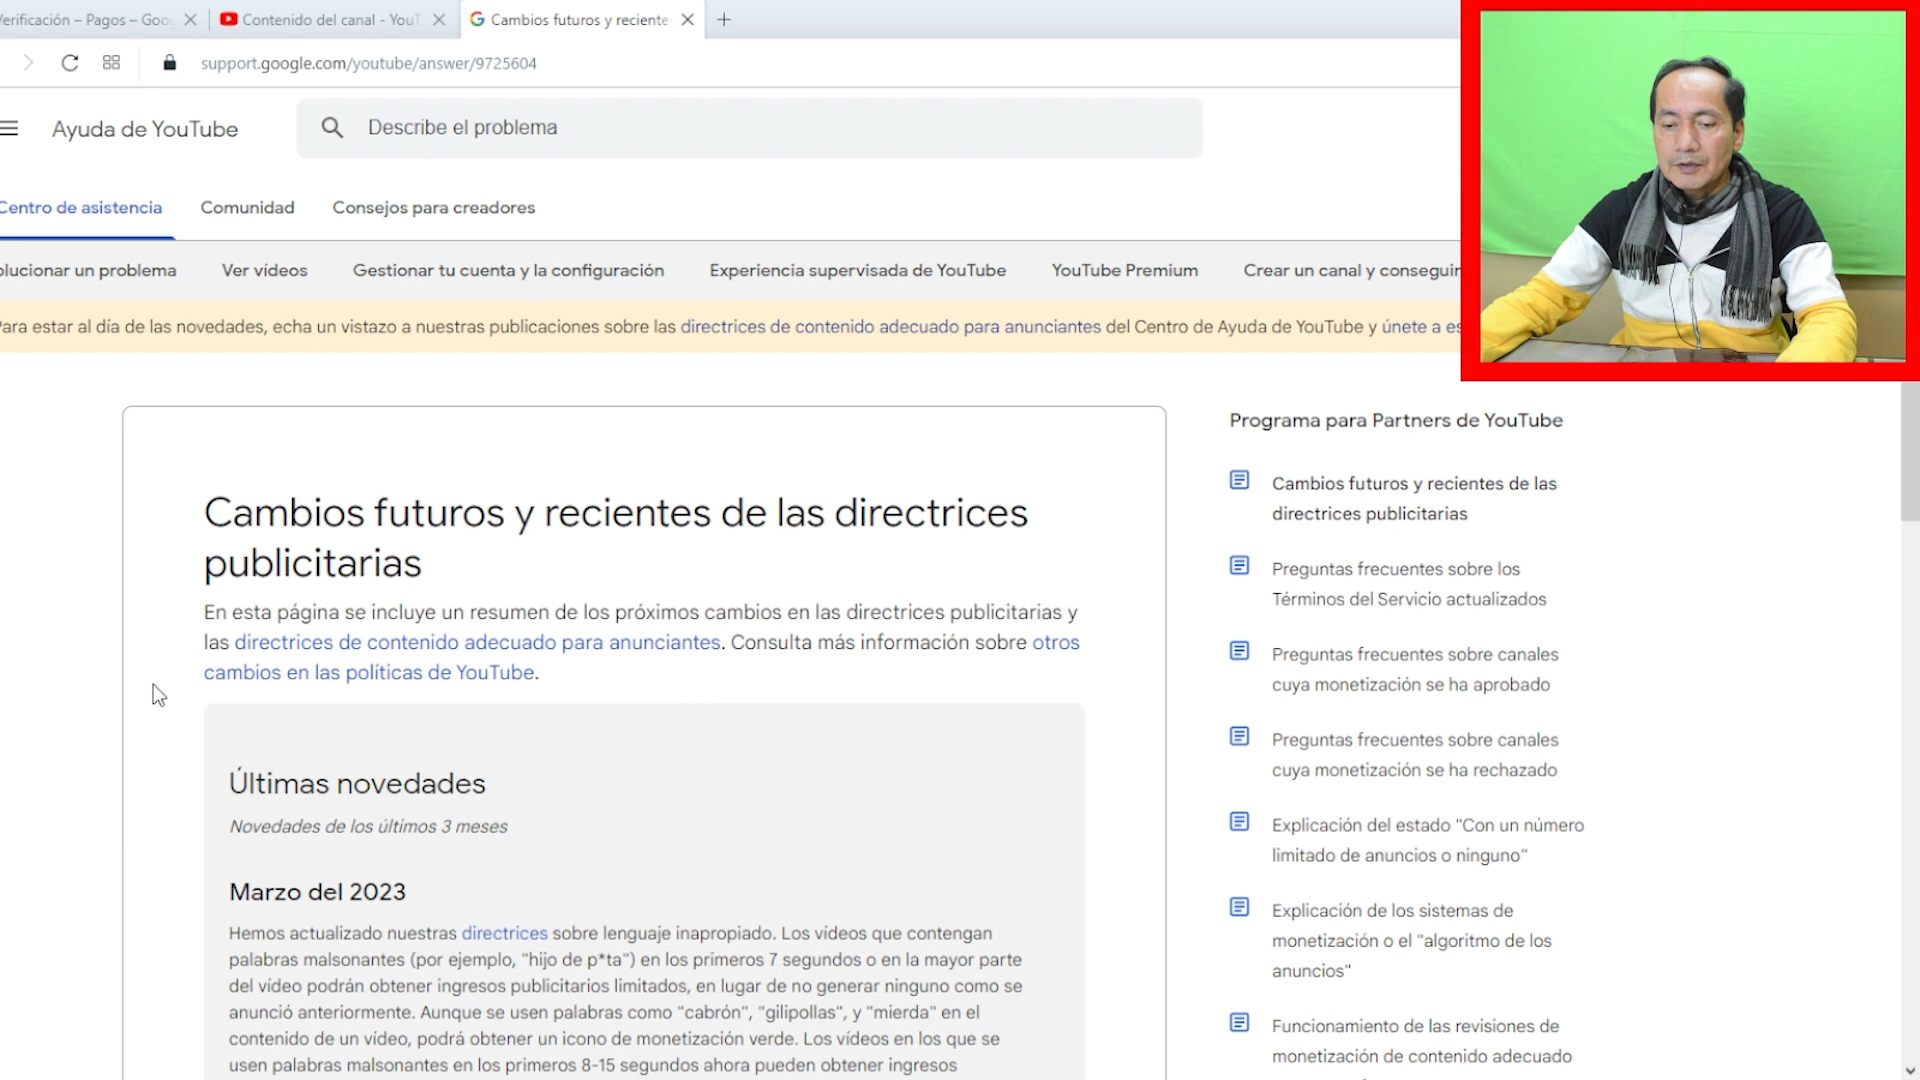 Verificación – Pagos – Goog
Contenido del canal - YouT
Cambios futuros y reciente
support.google.com/youtube/answer/9725604
Ayuda de YouTube
Describe el problema
Centro de asistencia
Comunidad
Consejos para creadores
olucionar un problema
Ver vídeos
Gestionar tu cuenta y la configuración
Experiencia supervisada de YouTube
YouTube Premium
Crear un canal y conseguir
Para estar al día de las novedades, echa un vistazo a nuestras publicaciones sobre las directrices de contenido adecuado para anunciantes del Centro de Ayuda de YouTube y únete a es
Cambios futuros y recientes de las directrices
publicitarias
En esta página se incluye un resumen de los próximos cambios en las directrices publicitarias y
las directrices de contenido adecuado para anunciantes. Consulta más información sobre otros
cambios en las políticas de YouTube.
Últimas novedades
Novedades de los últimos 3 meses
Marzo del 2023
Hemos actualizado nuestras directrices sobre lenguaje inapropiado. Los vídeos que contengan
palabras malsonantes (por ejemplo, "hijo de p*ta") en los primeros 7 segundos o en la mayor parte
del vídeo podrán obtener ingresos publicitarios limitados, en lugar de no generar ninguno como se
anunció anteriormente. Aunque se usen palabras como "cabrón", "gilipollas", y "mierda" en el
contenido de un vídeo, podrá obtener un icono de monetización verde. Los vídeos en los que se
usen palabras malsonantes en los primeros 8-15 segundos ahora pueden obtener ingresos
Programa para Partners de YouTube
Cambios futuros y recientes de las
directrices publicitarias
Preguntas frecuentes sobre los
Términos del Servicio actualizados
Preguntas frecuentes sobre canales
cuya monetización se ha aprobado
Preguntas frecuentes sobre canales
cuya monetización se ha rechazado
Explicación del estado "Con un número
limitado de anuncios o ninguno"
Explicación de los sistemas de
monetización o el "algoritmo de los
anuncios"
Funcionamiento de las revisiones de
monetización de contenido adecuado